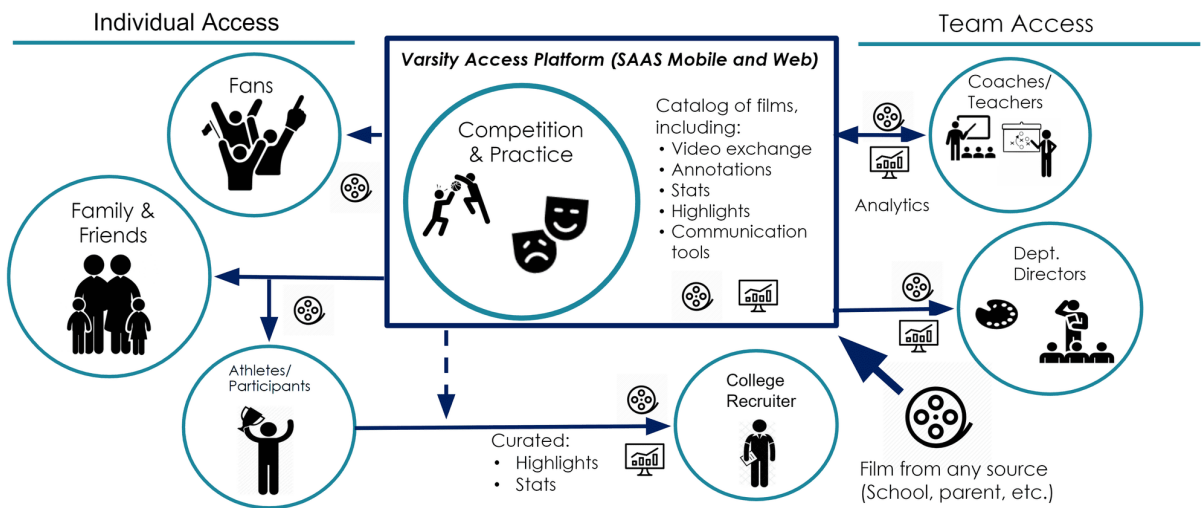 Individual Access
Team Access
Varsity Access Platform (SAAS Mobile and Web)
Fans
Family &
Friends
Athletes/
Participants
Competition
& Practice
Catalog of films,
including:
• Video exchange
• Annotations
• Stats
• Highlights
• Communication
tools
Analytics
Coaches/
Teachers
Dept.
Directors
College
Recruiter
Curated:
• Highlights
• Stats
Film from any source
(School, parent, etc.)